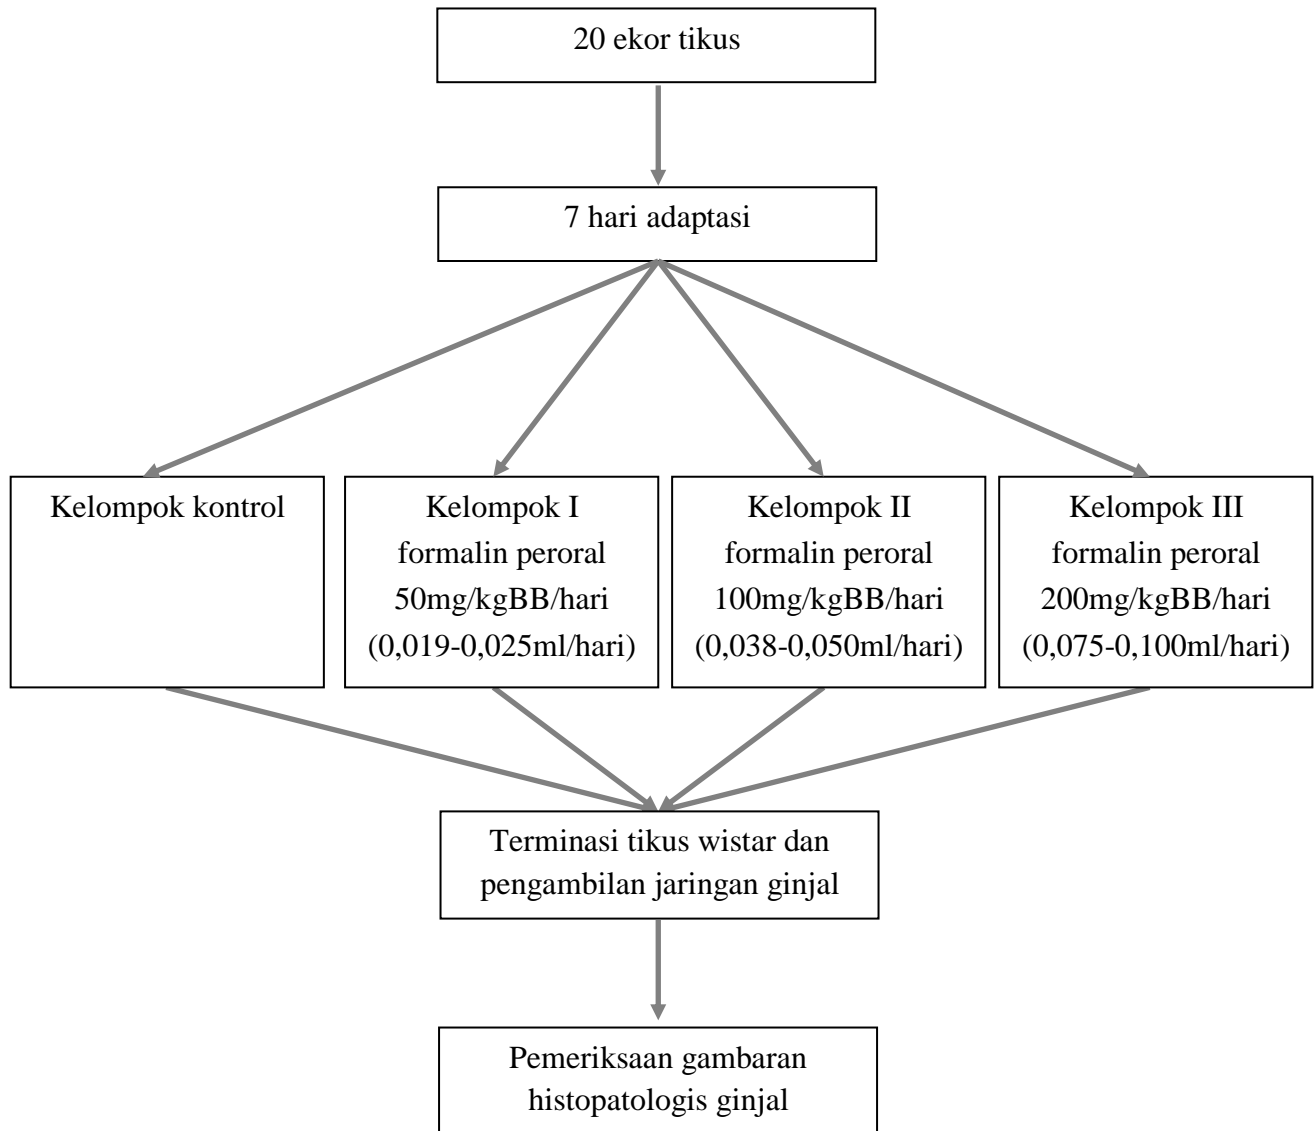 20 ekor tikus
7 hari adaptasi
Kelompok kontrol
Kelompok I
formalin peroral
50mg/kgBB/hari
(0,019-0,025ml/hari)
Kelompok II
formalin peroral
100mg/kgBB/hari
(0,038-0,050ml/hari)
Kelompok III
formalin peroral
200mg/kgBB/hari
(0,075-0,100ml/hari)
Terminasi tikus wistar dan
pengambilan jaringan ginjal
Pemeriksaan gambaran
histopatologis ginjal